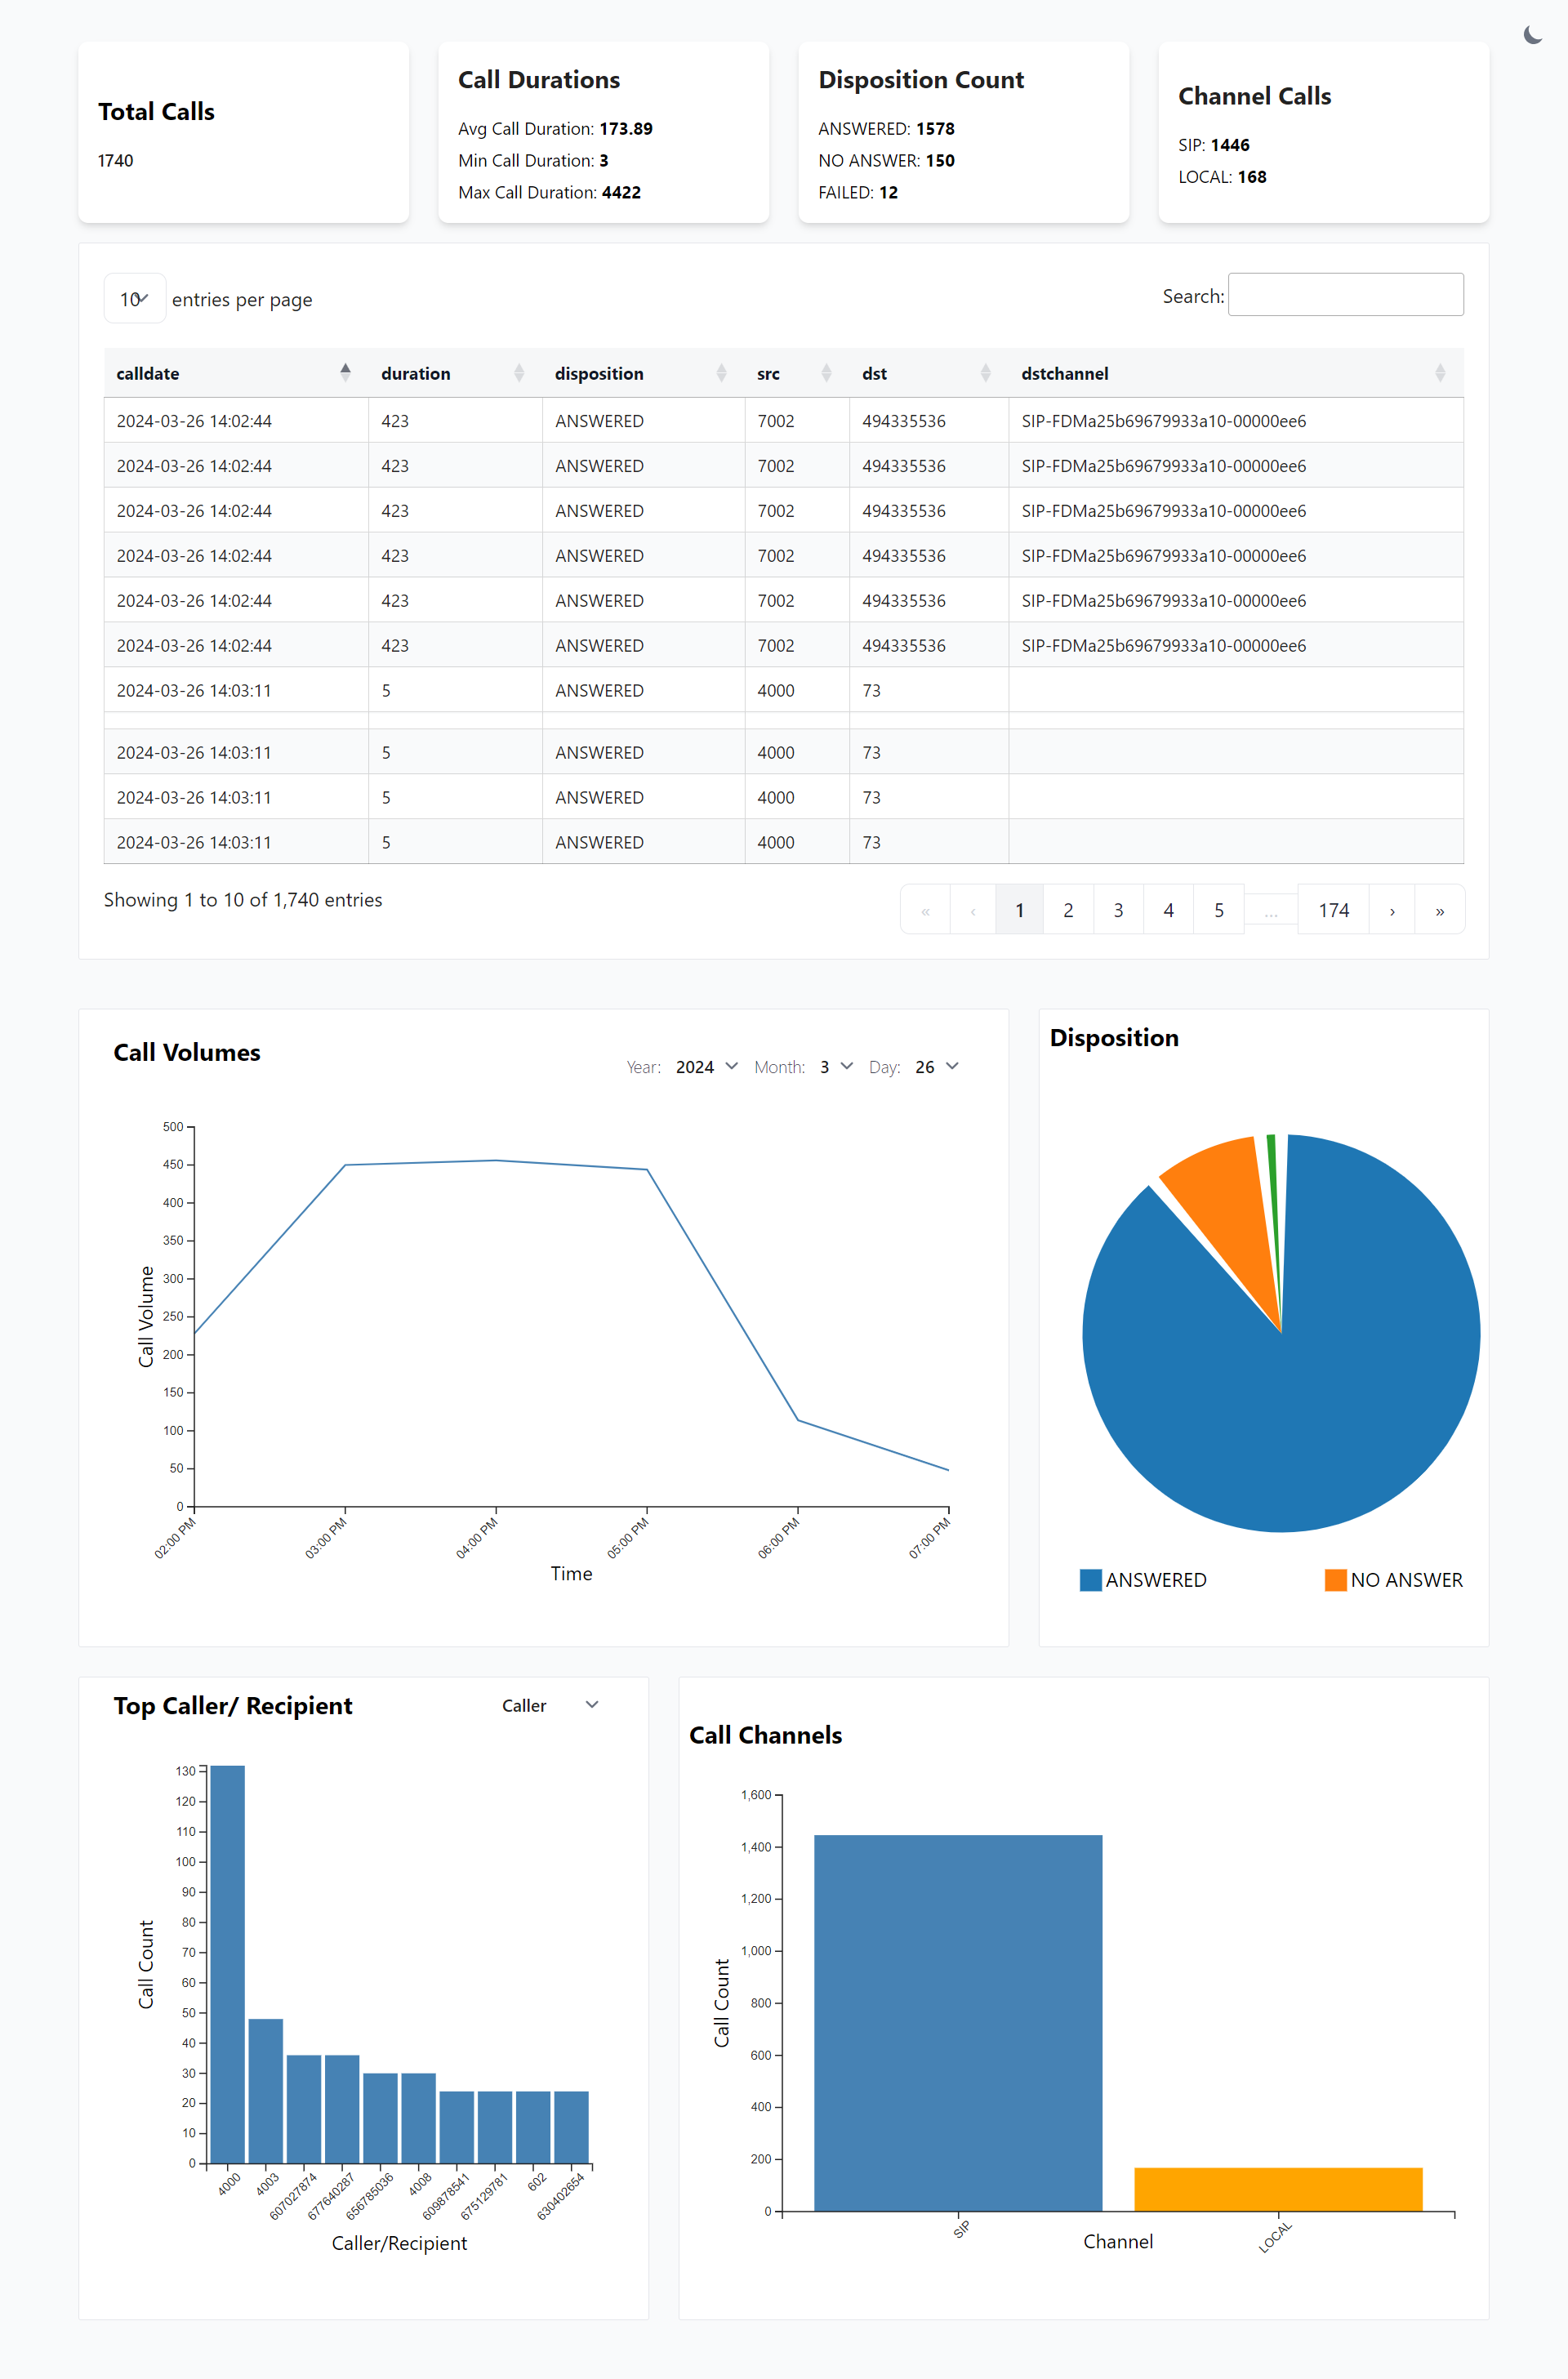 Total Calls
1740
Call Durations
Avg Call Duration: 173.89
Min Call Duration: 3
Max Call Duration: 4422
Disposition Count
ANSWERED: 1578
NO ANSWER: 150
FAILED: 12
Channel Calls
SIP: 1446
LOCAL: 168
10 entries per page
Search:
calldate duration disposition src dst dstchannel
2024-03-26 14:02:44 423 ANSWERED 7002 494335536 SIP-FDMa25b69679933a10-00000ee6
2024-03-26 14:02:44 423 ANSWERED 7002 494335536 SIP-FDMa25b69679933a10-00000ee6
2024-03-26 14:02:44 423 ANSWERED 7002 494335536 SIP-FDMa25b69679933a10-00000ee6
2024-03-26 14:02:44 423 ANSWERED 7002 494335536 SIP-FDMa25b69679933a10-00000ee6
2024-03-26 14:02:44 423 ANSWERED 7002 494335536 SIP-FDMa25b69679933a10-00000ee6
2024-03-26 14:02:44 423 ANSWERED 7002 494335536 SIP-FDMa25b69679933a10-00000ee6
2024-03-26 14:03:11 5 ANSWERED 4000 73
2024-03-26 14:03:11 5 ANSWERED 4000 73
2024-03-26 14:03:11 5 ANSWERED 4000 73
2024-03-26 14:03:11 5 ANSWERED 4000 73
Showing 1 to 10 of 1,740 entries
« ‹ 1 2 3 4 5 ... 174 › »
Call Volumes
Year: 2024 Month: 3 Day: 26
500
450
400
350
300
250
200
150
100
50
0
Call Volume
02:00 PM 03:00 PM 04:00 PM 05:00 PM 06:00 PM 07:00 PM
Time
Disposition
ANSWERED NO ANSWER
Top Caller/ Recipient
Caller
130
120
110
100
90
80
70
60
50
40
30
20
10
0
Call Count
4000 4003 607027874 677640287 656785036 4008 609878541 675129781 602 630402654
Caller/Recipient
Call Channels
1,600
1,400
1,200
1,000
800
600
400
200
0
Call Count
SIP LOCAL
Channel